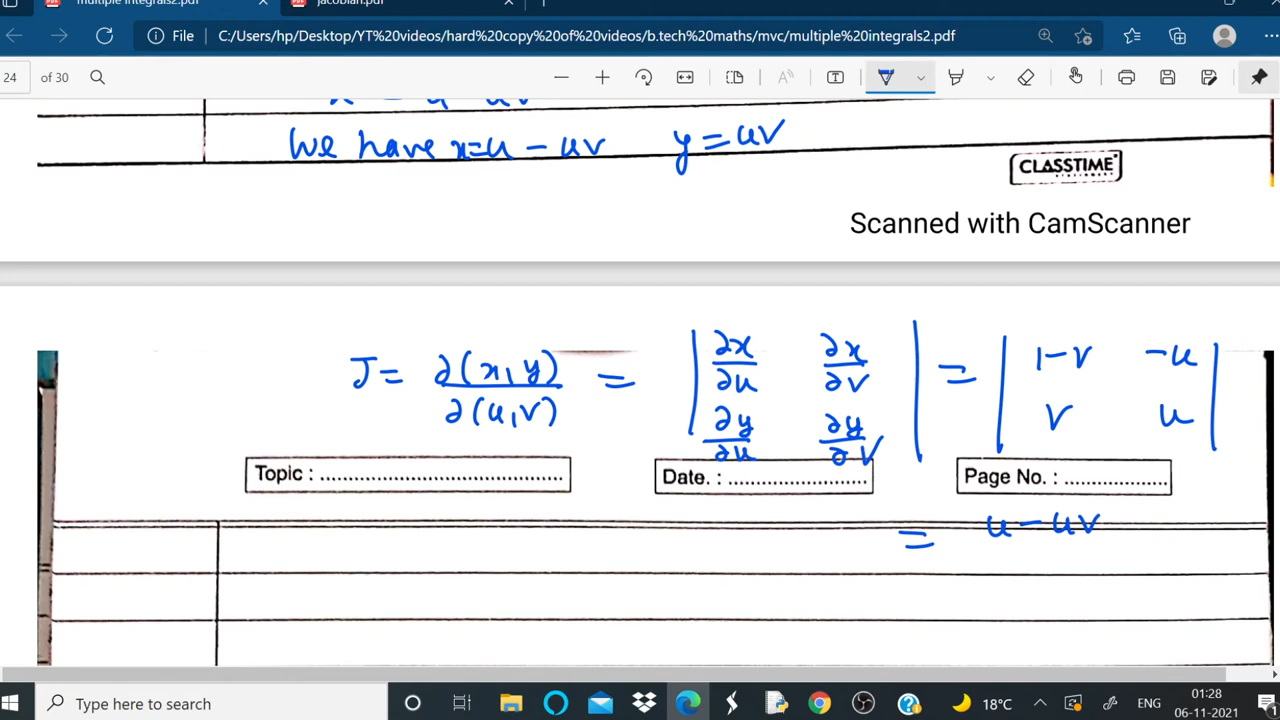 multiple integrals2.pdf jacobian.pdf
File C:/Users/hp/Desktop/YT%20videos/hard%20copy%20of%20videos/b.tech%20maths/mvc/multiple%20integrals2.pdf
24 of 30
We have x=u - uv y = uv
CLASSTIME
Scanned with CamScanner
J = ∂(x,y)/∂(u,v) = | ∂x/∂u ∂x/∂v ; ∂y/∂u ∂y/∂v | = | 1-v -u ; v u |
Topic : ............ Date. : ............ Page No. : ............
= u - uv
Type here to search 18°C ENG 01:28
06-11-2021